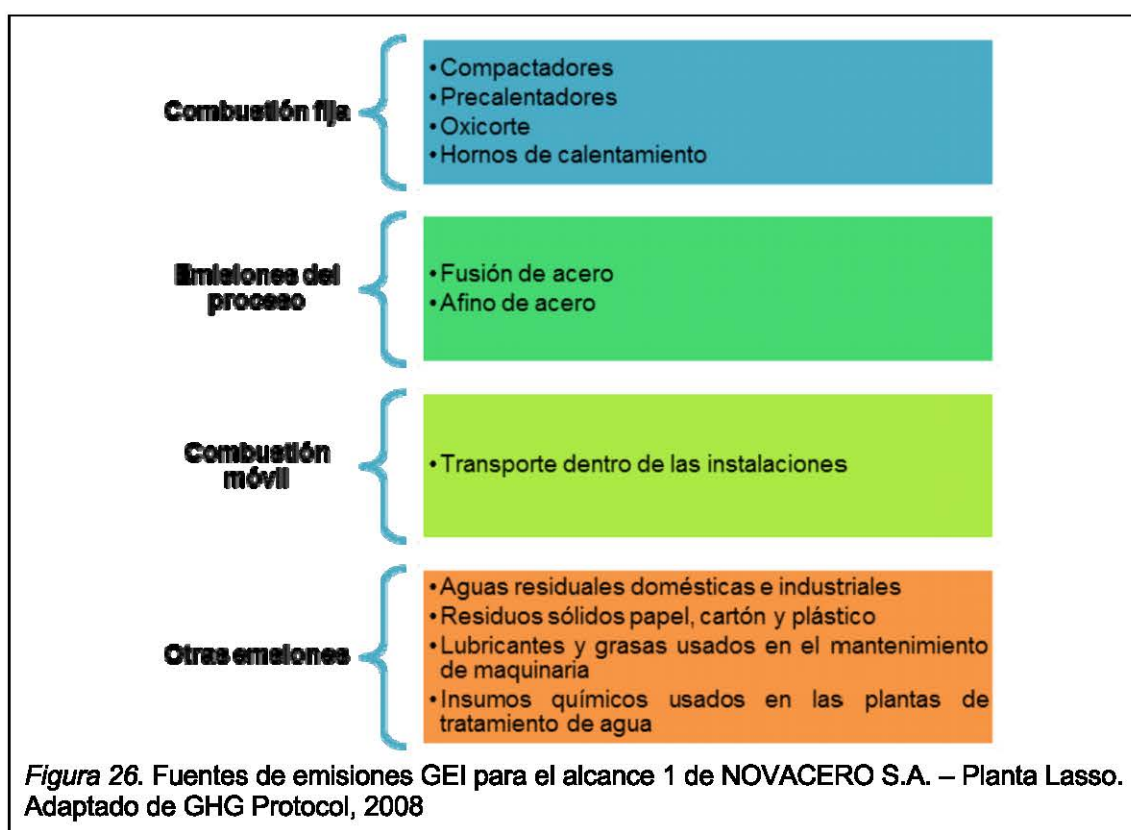 Combustión fija
• Compactadores
• Precalentadores
• Oxicorte
• Hornos de calentamiento
Emisiones del
proceso
• Fusión de acero
• Afino de acero
Combustión
móvil
• Transporte dentro de las instalaciones
Otras emsiones
• Aguas residuales domésticas e industriales
• Residuos sólidos papel, cartón y plástico
• Lubricantes y grasas usados en el mantenimiento
de maquinaria
• Insumos químicos usados en las plantas de
tratamiento de agua
Figura 26. Fuentes de emisiones GEI para el alcance 1 de NOVACERO S.A. – Planta Lasso.
Adaptado de GHG Protocol, 2008